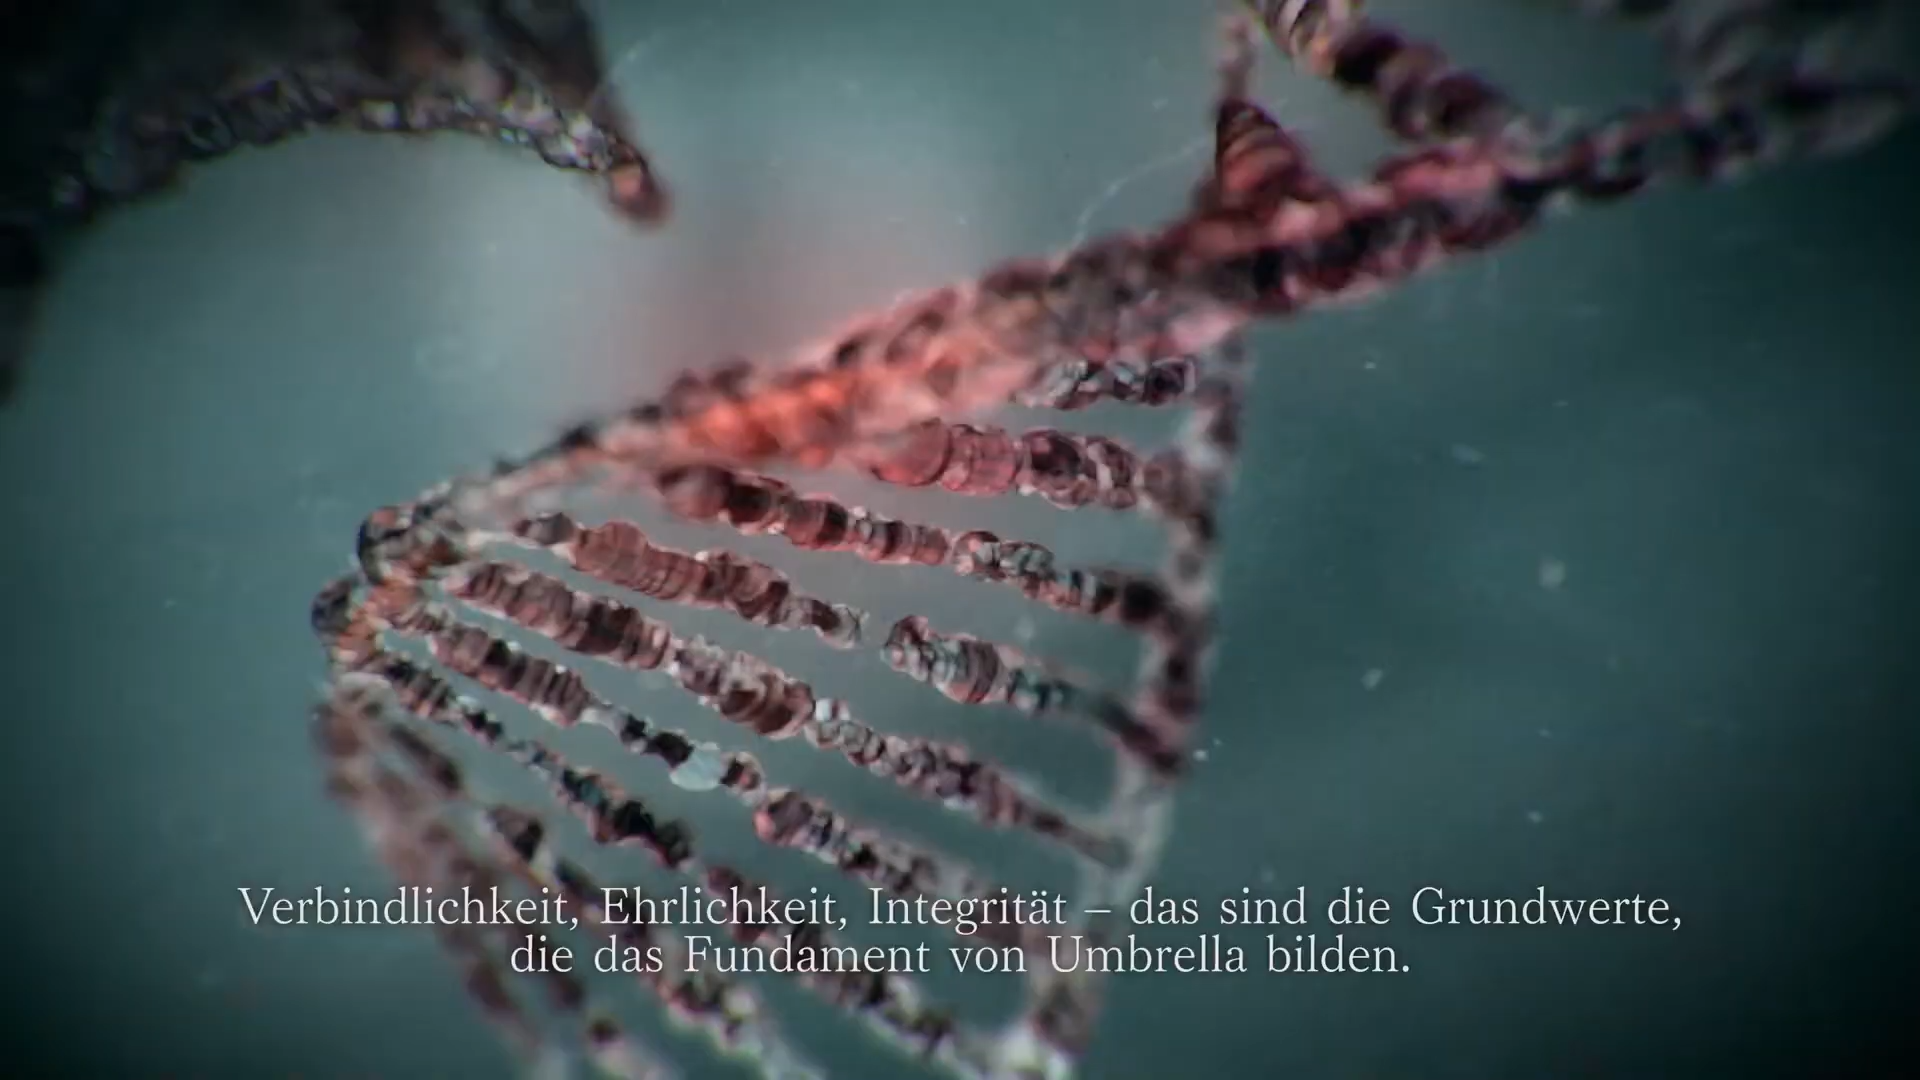 Verbindlichkeit, Ehrlichkeit, Integrität – das sind die Grundwerte,
die das Fundament von Umbrella bilden.